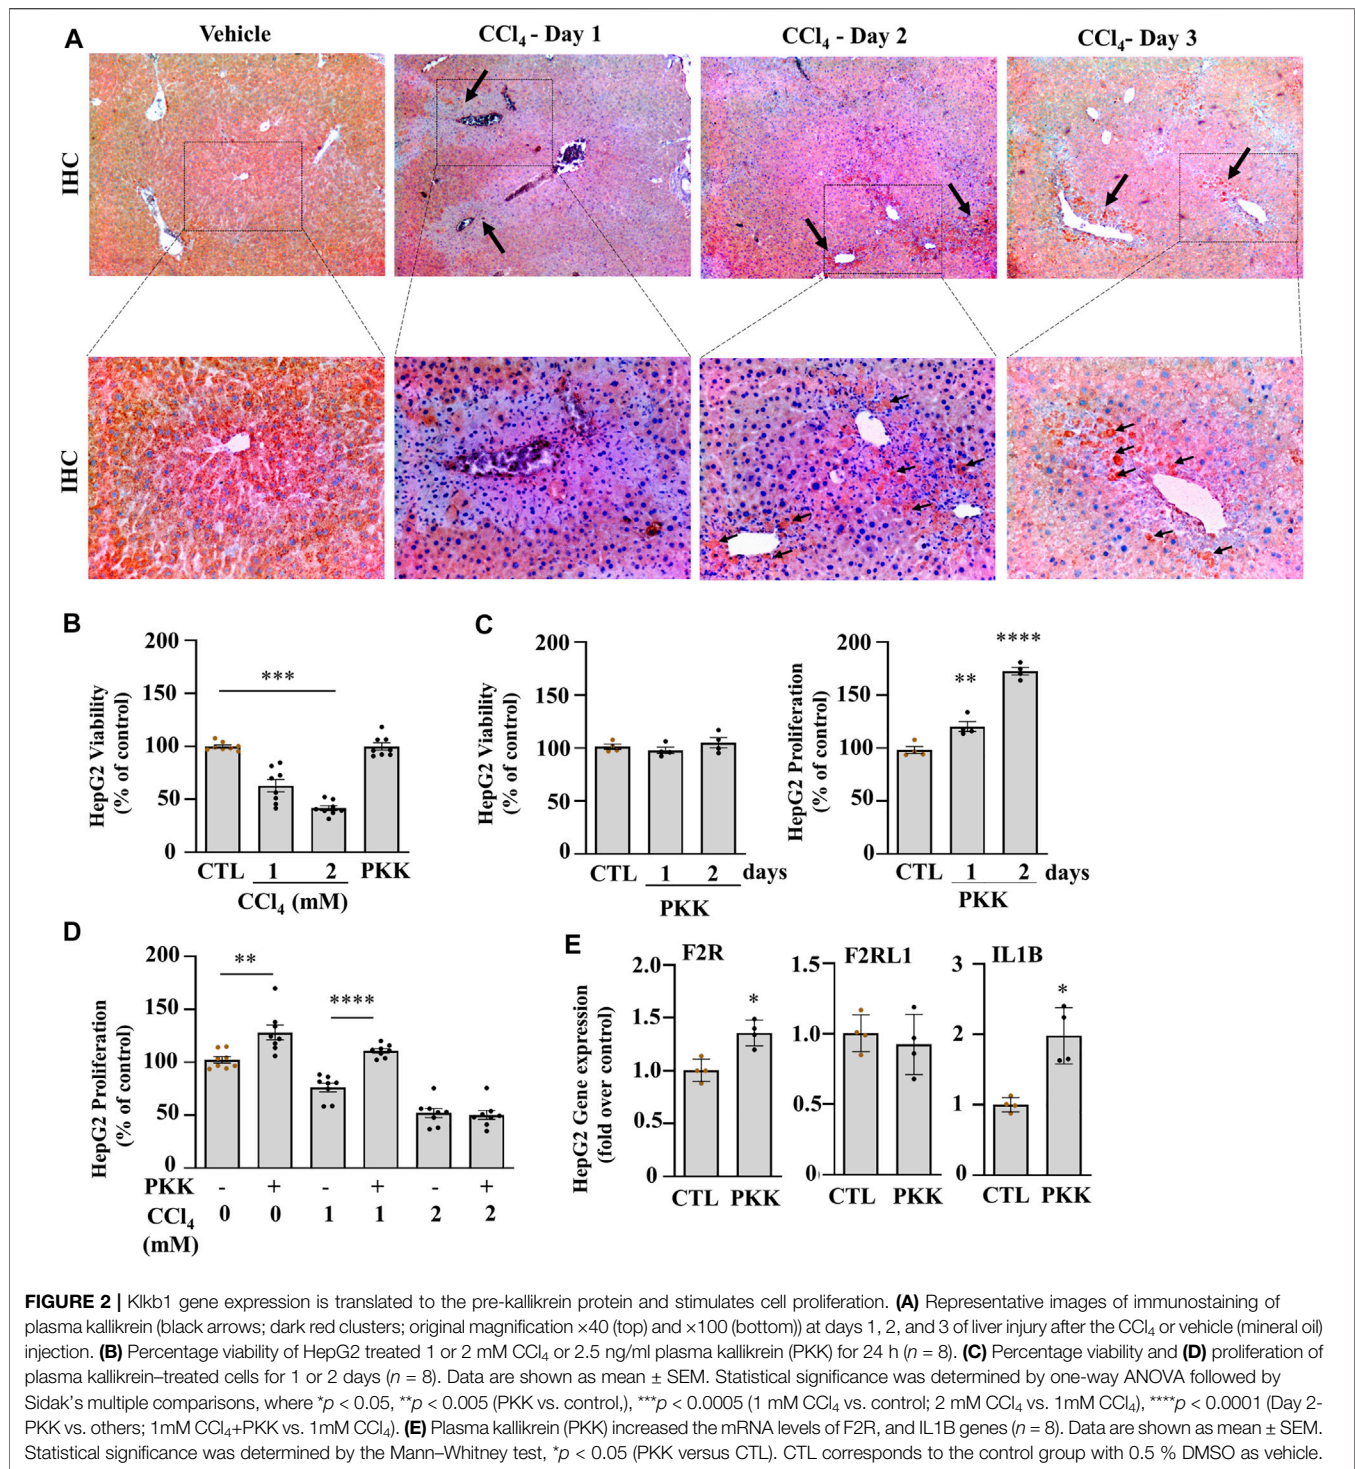 A
Vehicle
CCl4 - Day 1
CCl4 - Day 2
CCl4- Day 3
IHC
IHC
B
HepG2 Viability
(% of control)
200
150
100
50
0
***
CTL 1 2 PKK
CCl4 (mM)
C
HepG2 Viability
(% of control)
200
150
100
50
0
CTL 1 2 days
PKK
HepG2 Proliferation
(% of control)
200
150
100
50
0
**
****
CTL 1 2 days
PKK
D
HepG2 Proliferation
(% of control)
200
150
100
50
0
**
****
PKK - + - + - +
CCl4 0 0 1 1 2 2
(mM)
E
HepG2 Gene expression
(fold over control)
F2R
2.0
1.5
1.0
0.5
0
*
CTL PKK
F2RL1
1.5
1.0
0.5
0.0
CTL PKK
IL1B
3
2
1
0
*
CTL PKK
FIGURE 2 | Klkb1 gene expression is translated to the pre-kallikrein protein and stimulates cell proliferation. (A) Representative images of immunostaining of
plasma kallikrein (black arrows; dark red clusters; original magnification ×40 (top) and ×100 (bottom)) at days 1, 2, and 3 of liver injury after the CCl4 or vehicle (mineral oil)
injection. (B) Percentage viability of HepG2 treated 1 or 2 mM CCl4 or 2.5 ng/ml plasma kallikrein (PKK) for 24 h (n = 8). (C) Percentage viability and (D) proliferation of
plasma kallikrein–treated cells for 1 or 2 days (n = 8). Data are shown as mean ± SEM. Statistical significance was determined by one-way ANOVA followed by
Sidak's multiple comparisons, where *p < 0.05, **p < 0.005 (PKK vs. control,), ***p < 0.0005 (1 mM CCl4 vs. control; 2 mM CCl4 vs. 1mM CCl4), ****p < 0.0001 (Day 2-
PKK vs. others; 1mM CCl4+PKK vs. 1mM CCl4). (E) Plasma kallikrein (PKK) increased the mRNA levels of F2R, and IL1B genes (n = 8). Data are shown as mean ± SEM.
Statistical significance was determined by the Mann–Whitney test, *p < 0.05 (PKK versus CTL). CTL corresponds to the control group with 0.5 % DMSO as vehicle.